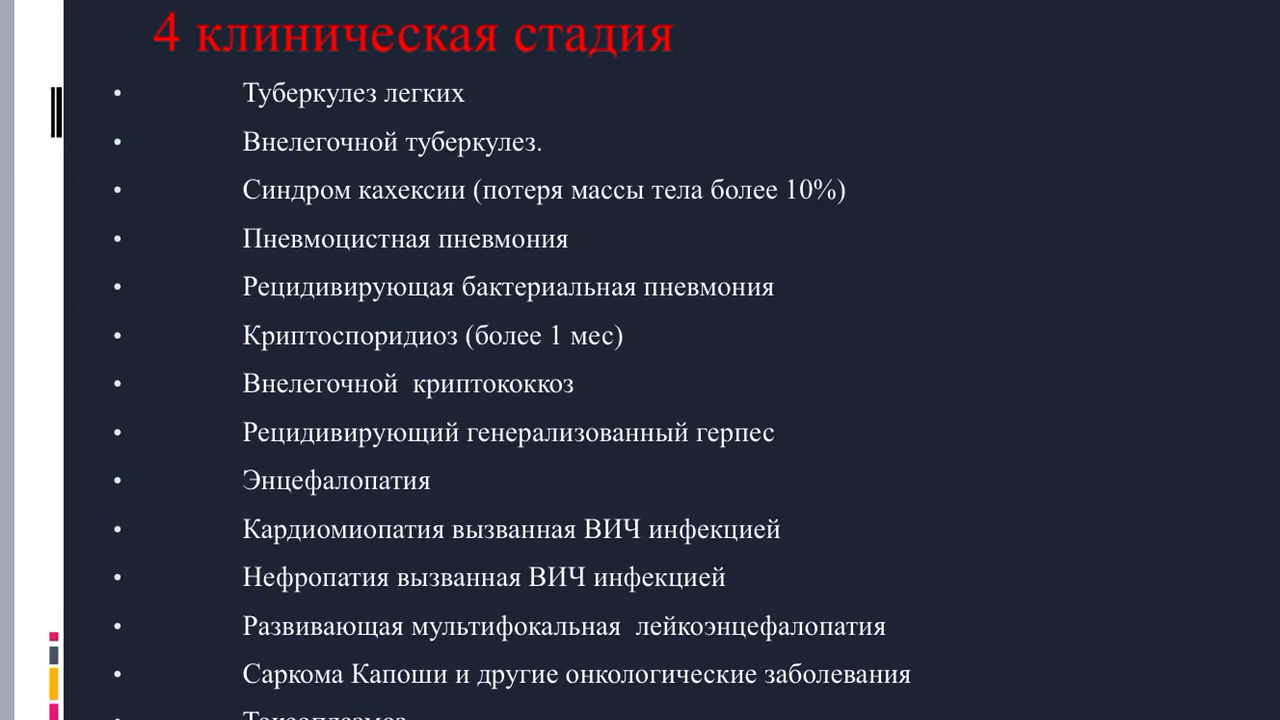 4 клиническая стадия
• Туберкулез легких
• Внелегочной туберкулез.
• Синдром кахексии (потеря массы тела более 10%)
• Пневмоцистная пневмония
• Рецидивирующая бактериальная пневмония
• Криптоспоридиоз (более 1 мес)
• Внелегочной криптококкоз
• Рецидивирующий генерализованный герпес
• Энцефалопатия
• Кардиомиопатия вызванная ВИЧ инфекцией
• Нефропатия вызванная ВИЧ инфекцией
• Развивающая мультифокальная лейкоэнцефалопатия
• Саркома Капоши и другие онкологические заболевания
• Токсоплазмоз